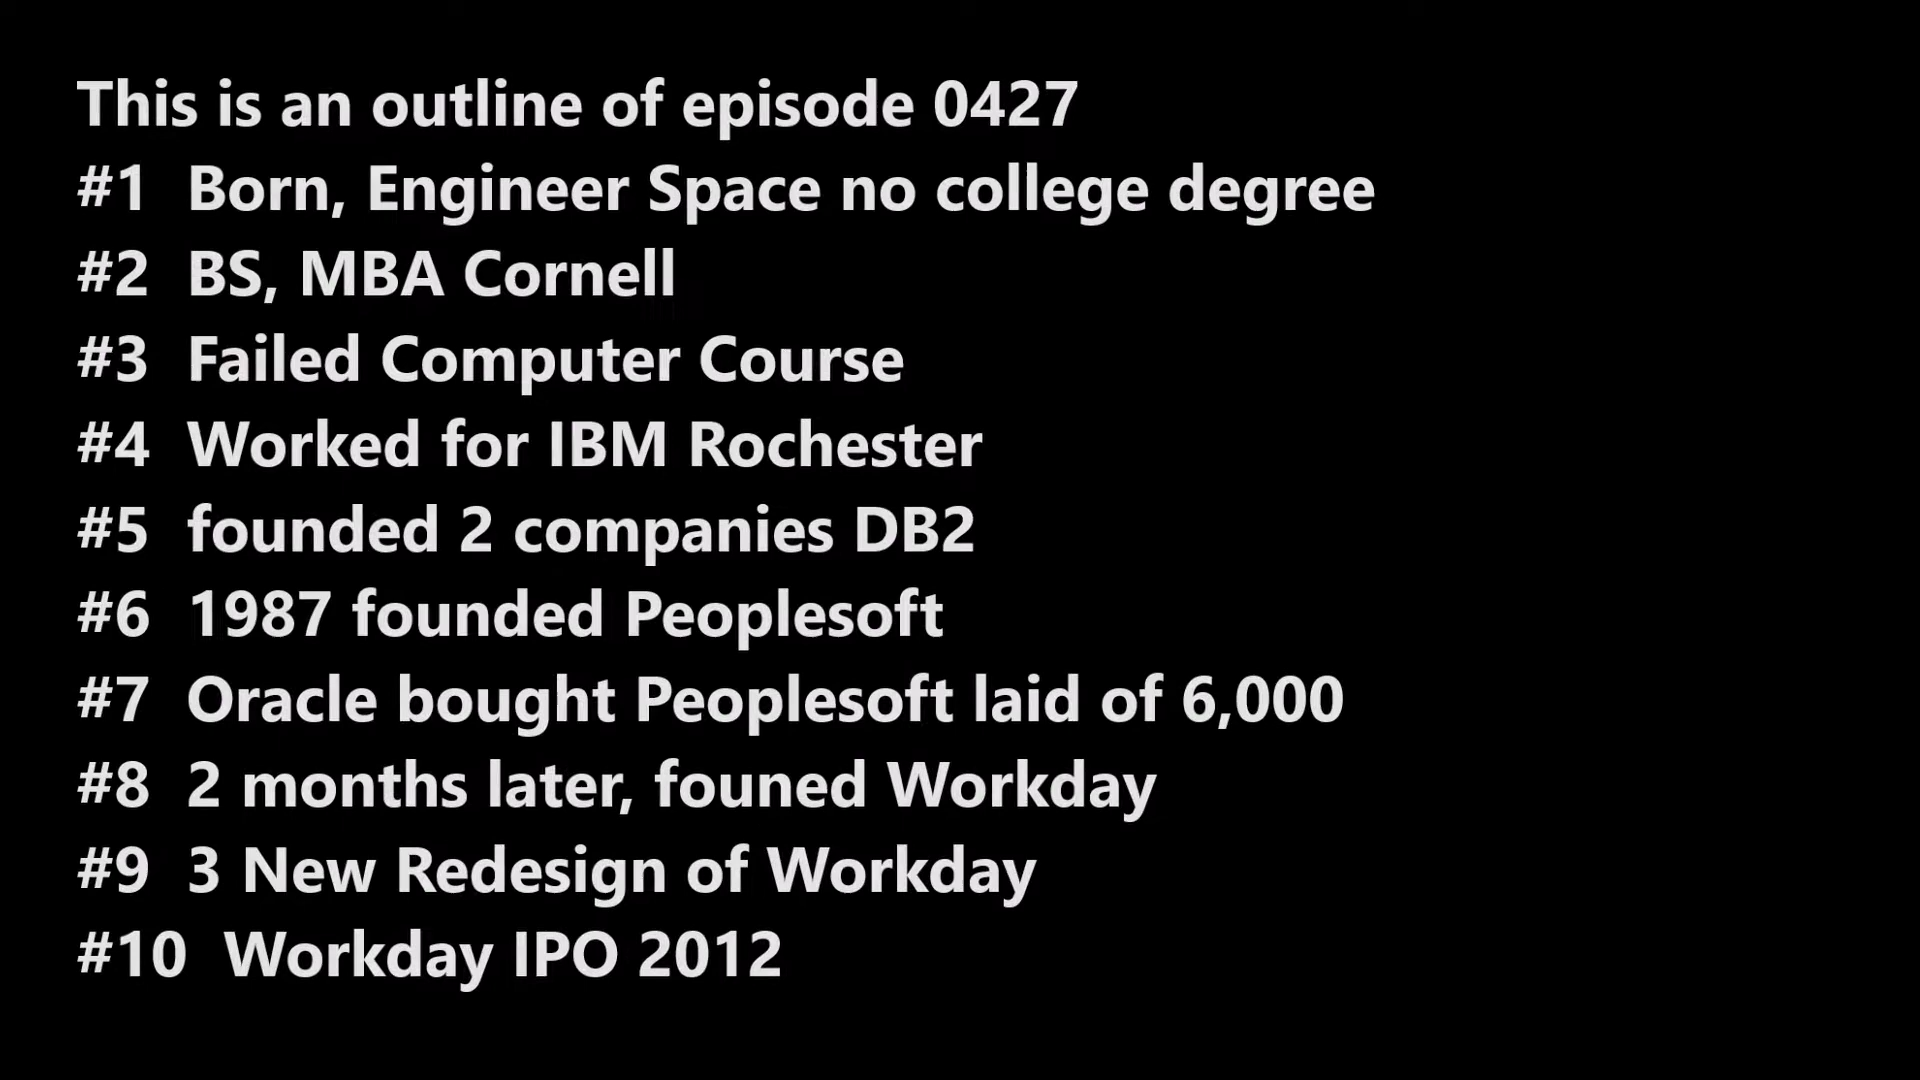 This is an outline of episode 0427
#1 Born, Engineer Space no college degree
#2 BS, MBA Cornell
#3 Failed Computer Course
#4 Worked for IBM Rochester
#5 founded 2 companies DB2
#6 1987 founded Peoplesoft
#7 Oracle bought Peoplesoft laid of 6,000
#8 2 months later, founed Workday
#9 3 New Redesign of Workday
#10 Workday IPO 2012